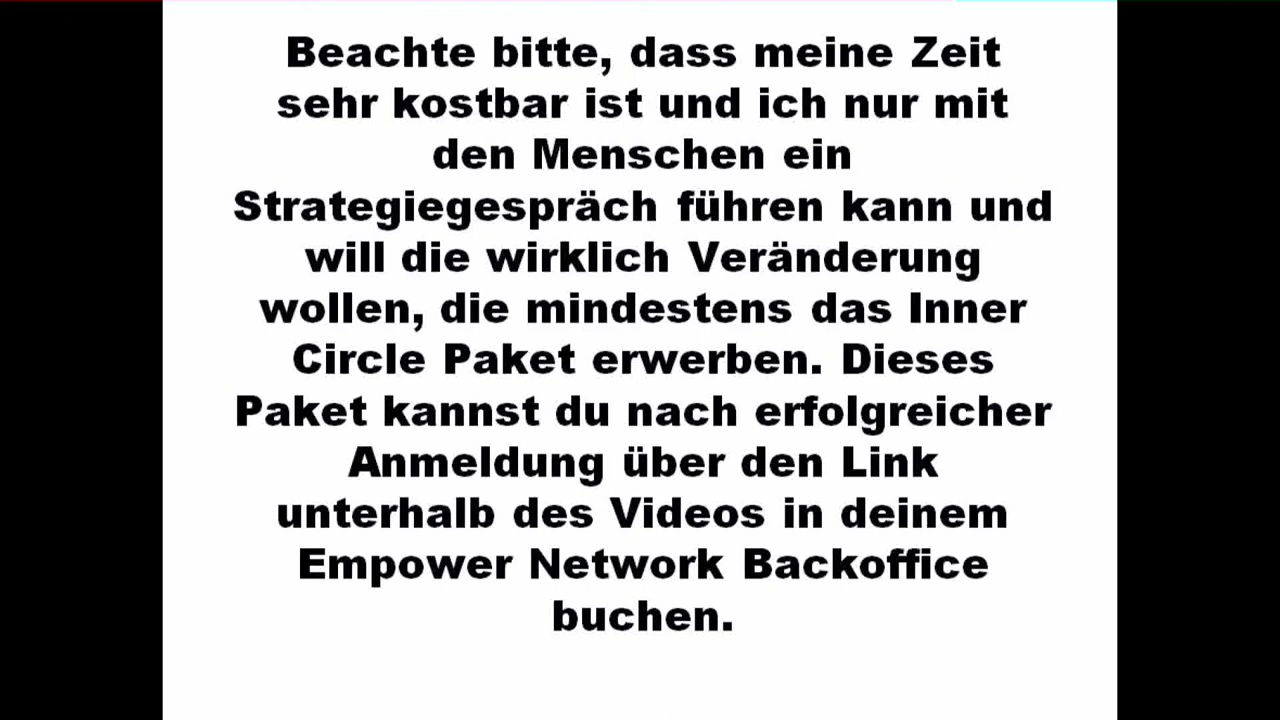 Beachte bitte, dass meine Zeit
sehr kostbar ist und ich nur mit
den Menschen ein
Strategiegespräch führen kann und
will die wirklich Veränderung
wollen, die mindestens das Inner
Circle Paket erwerben. Dieses
Paket kannst du nach erfolgreicher
Anmeldung über den Link
unterhalb des Videos in deinem
Empower Network Backoffice
buchen.